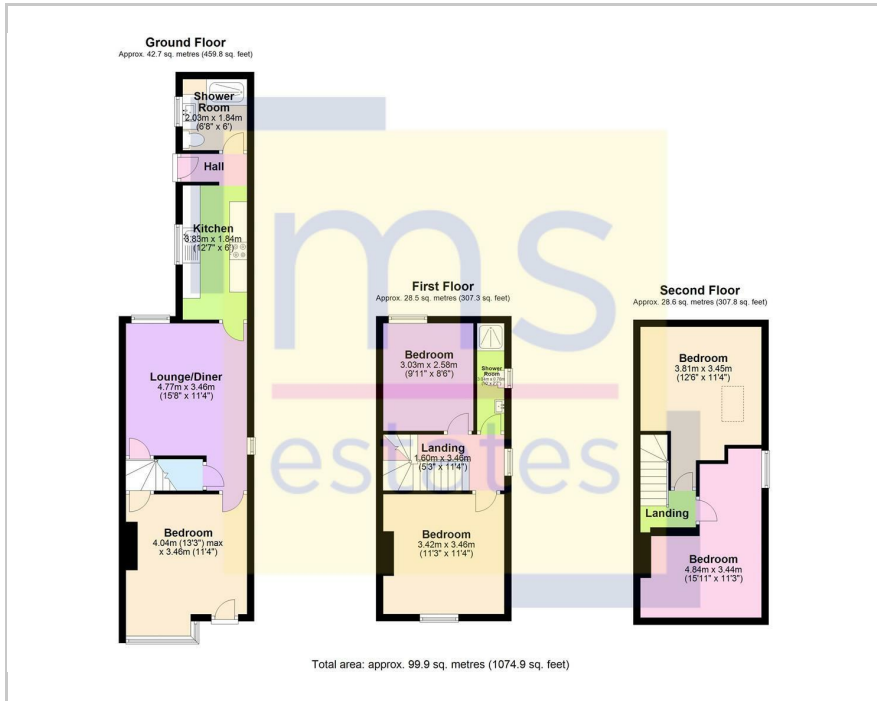 Ground Floor
Approx. 42.7 sq. metres (459.8 sq. feet)
Shower
Room
2.03m x 1.84m
(6'8" x 6')
Hall
Kitchen
3.83m x 1.84m
(12'7" x 6')
Lounge/Diner
4.77m x 3.46m
(15'8" x 11'4")
Bedroom
4.04m (13'3") max
x 3.46m (11'4")
First Floor
Approx. 28.5 sq. metres (307.3 sq. feet)
Bedroom
3.03m x 2.58m
(9'11" x 8'6")
Shower
Room
Landing
1.60m x 3.46m
(5'3" x 11'4")
Bedroom
3.42m x 3.46m
(11'3" x 11'4")
Second Floor
Approx. 28.6 sq. metres (307.8 sq. feet)
Bedroom
3.81m x 3.45m
(12'6" x 11'4")
Landing
Bedroom
4.84m x 3.44m
(15'11" x 11'3")
ms
estates
Total area: approx. 99.9 sq. metres (1074.9 sq. feet)